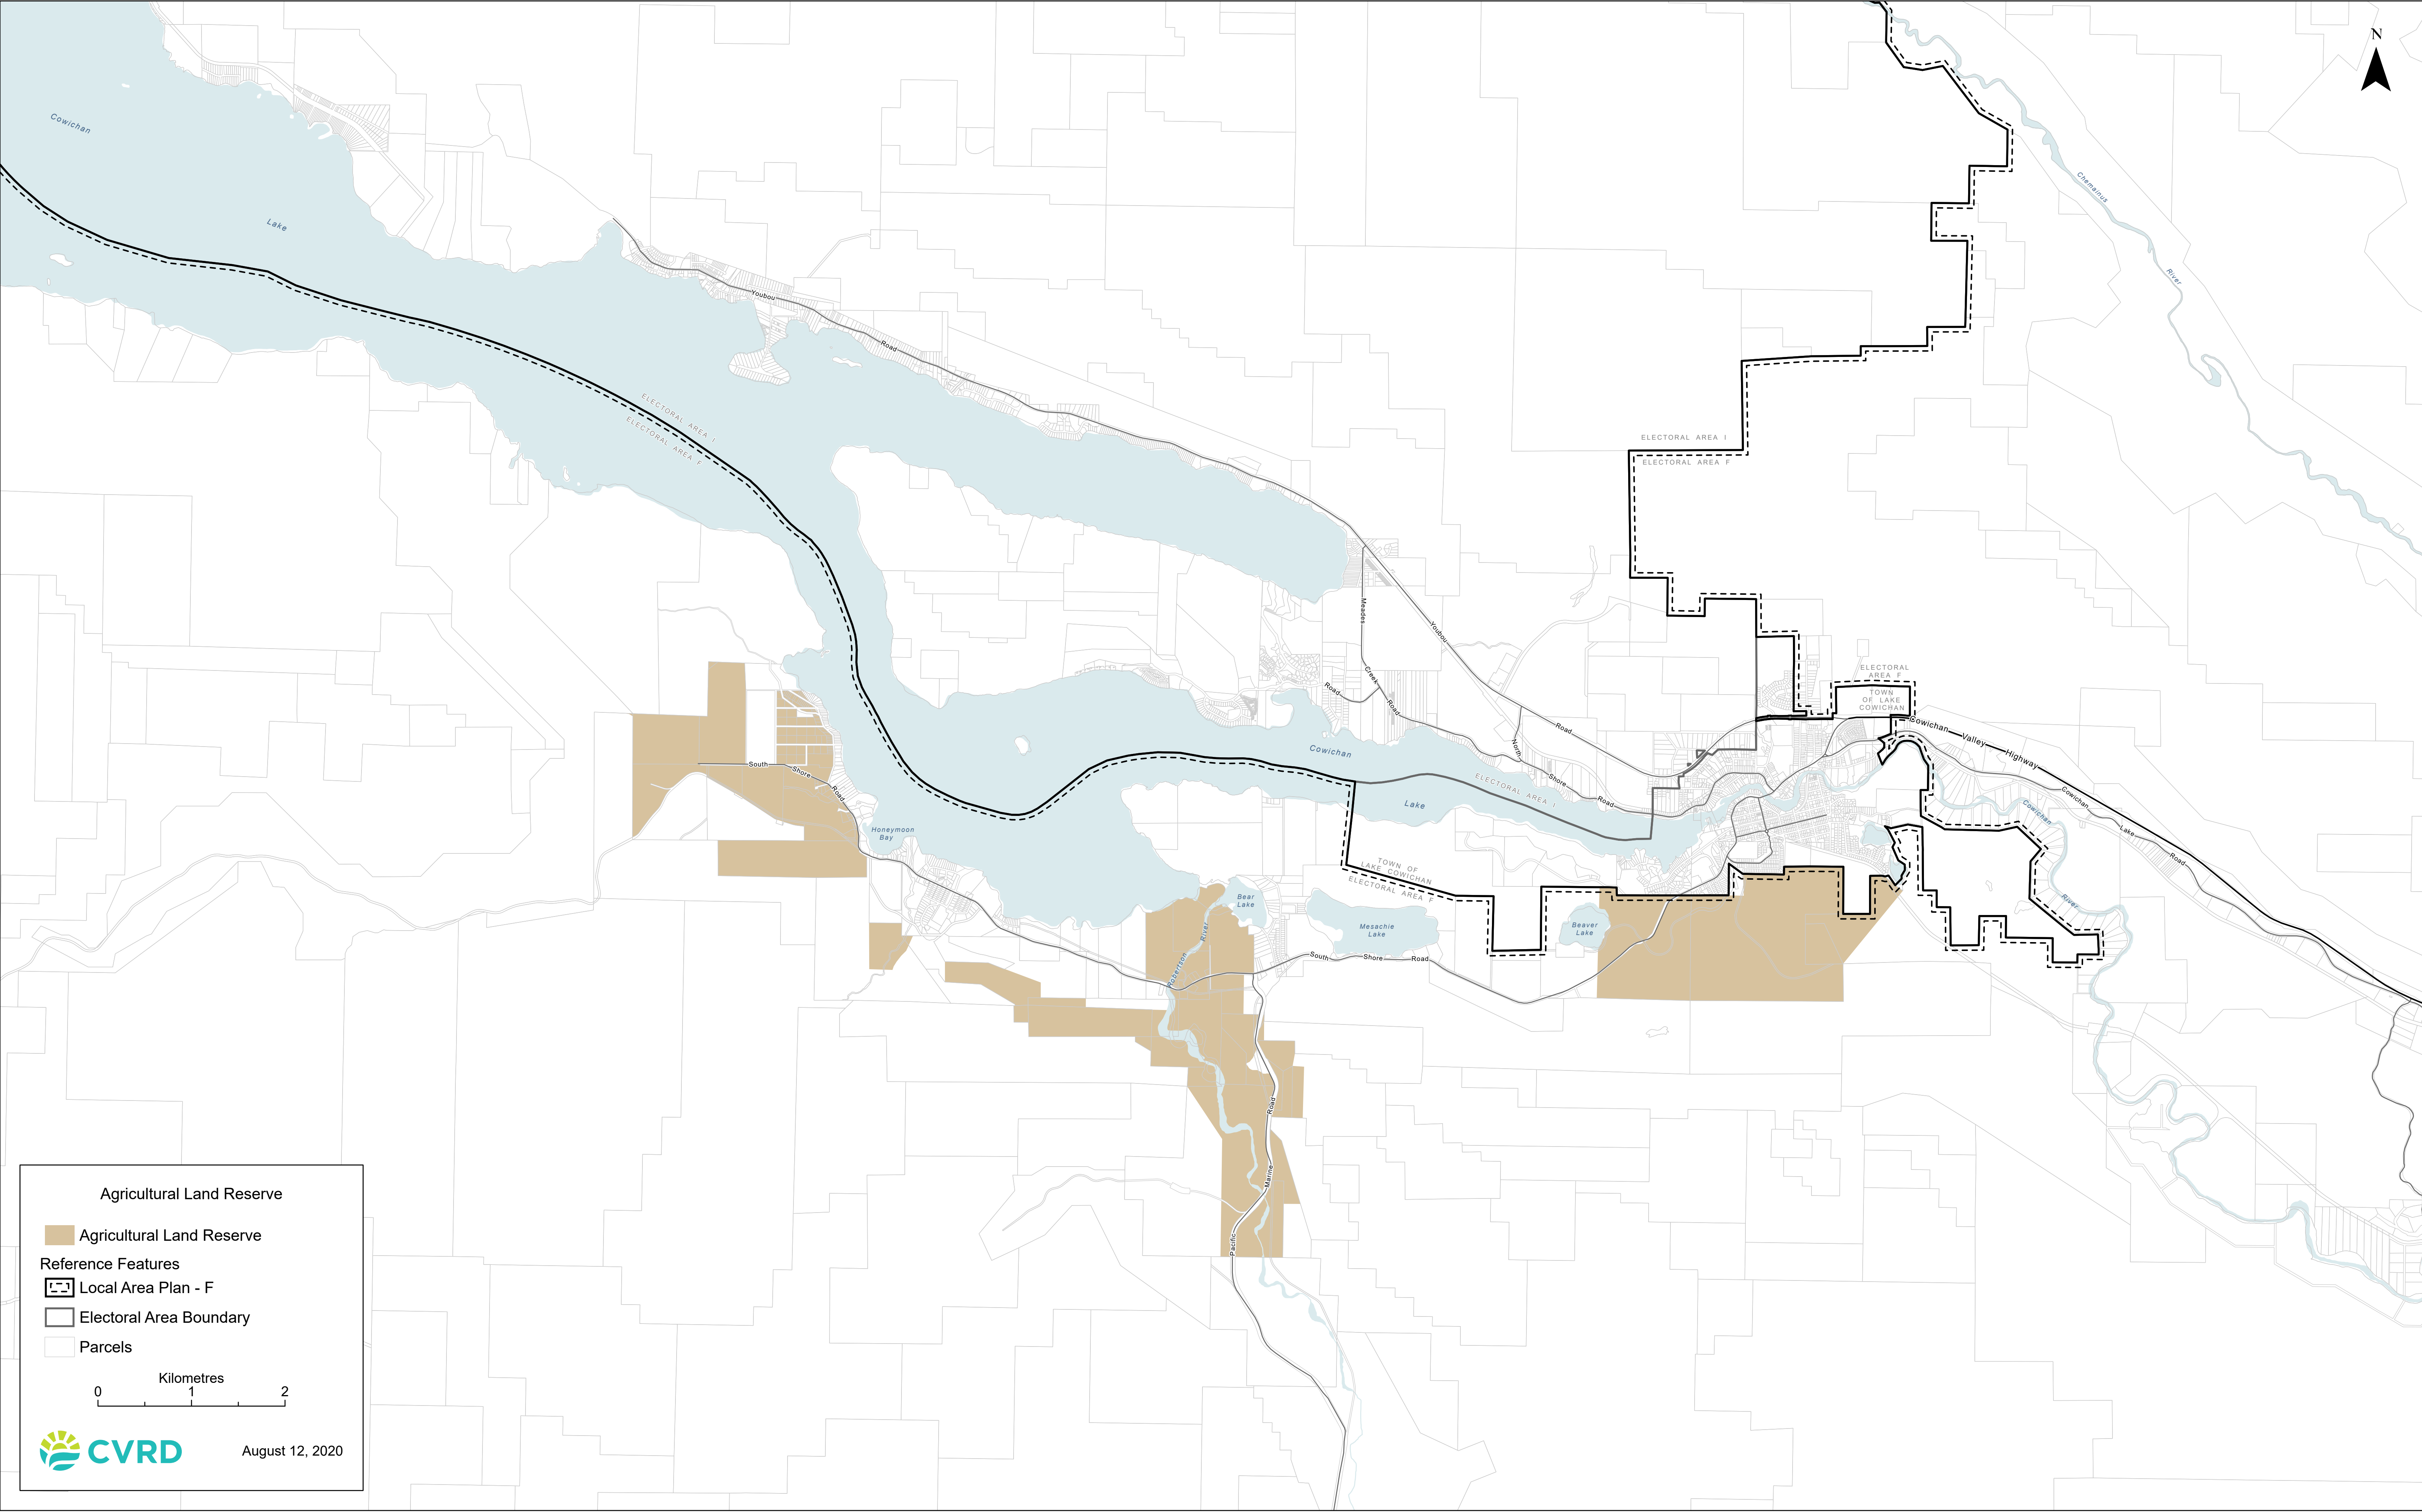 N
Cowichan
Lake
Chemainus
River
Youbou
Road
ELECTORAL AREA I
ELECTORAL AREA F
ELECTORAL AREA I
ELECTORAL AREA F
Meades
Creek
Road
Road
Youbou
Road
North
Shore
Road
ELECTORAL
AREA F
TOWN
OF LAKE
COWICHAN
Cowichan
Valley
Highway
Cowichan
Lake
Road
Cowichan
River
Cowichan
Lake
ELECTORAL AREA I
South
Shore
Road
Honeymoon
Bay
TOWN OF
LAKE COWICHAN
ELECTORAL AREA F
Bear
Lake
Mesachie
Lake
Beaver
Lake
Robertson
River
South
Shore
Road
Pacific
Marine
Road
Agricultural Land Reserve
Agricultural Land Reserve
Reference Features
Local Area Plan - F
Electoral Area Boundary
Parcels
Kilometres
0 1 2
CVRD
August 12, 2020